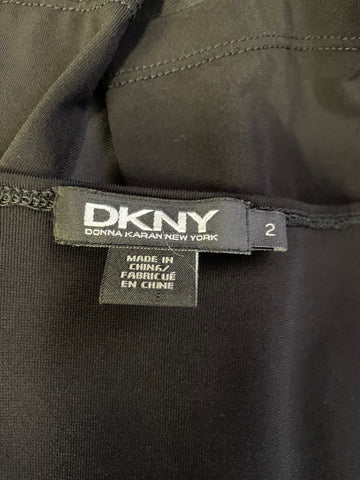 DKNY
DONNA KARAN NEW YORK
2
MADE IN
CHINA/
FABRIQUÉ
EN CHINE